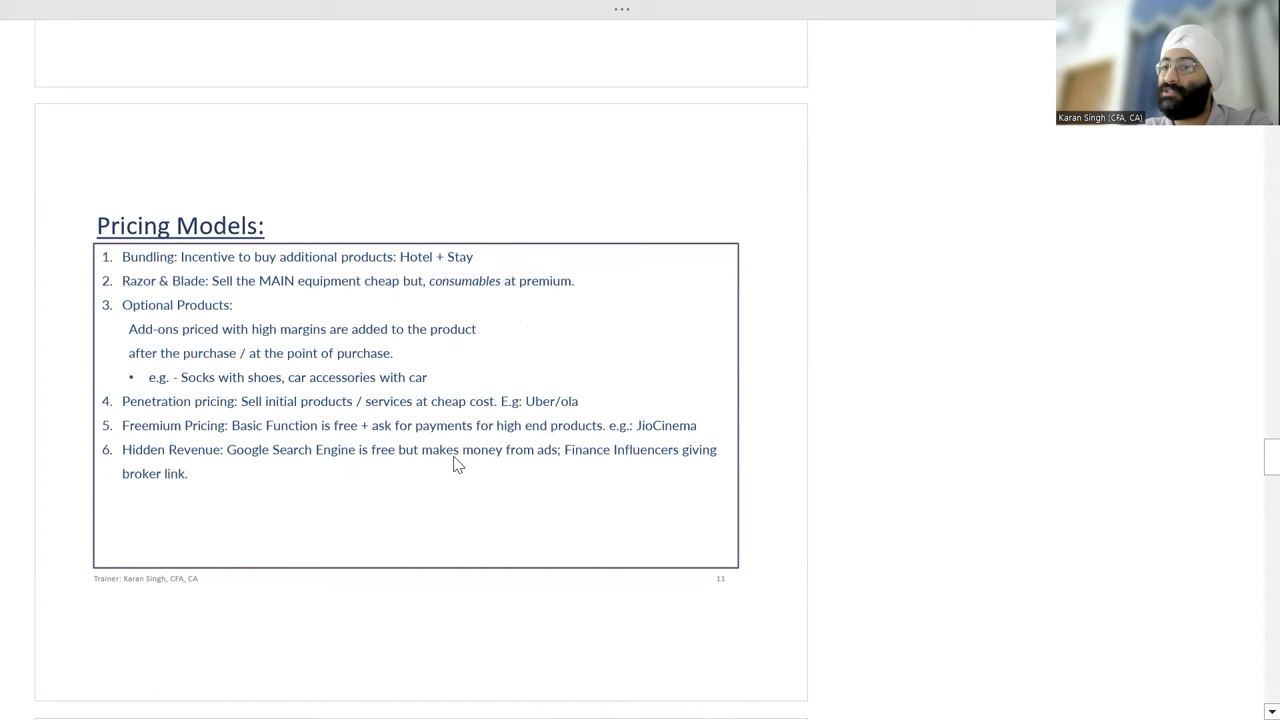 Karan Singh (CFA, CA)
Pricing Models:
1. Bundling: Incentive to buy additional products: Hotel + Stay
2. Razor & Blade: Sell the MAIN equipment cheap but, consumables at premium.
3. Optional Products:
Add-ons priced with high margins are added to the product
after the purchase / at the point of purchase.
• e.g. - Socks with shoes, car accessories with car
4. Penetration pricing: Sell initial products / services at cheap cost. E.g: Uber/ola
5. Freemium Pricing: Basic Function is free + ask for payments for high end products. e.g.: JioCinema
6. Hidden Revenue: Google Search Engine is free but makes money from ads; Finance Influencers giving
broker link.
Trainer: Karan Singh, CFA, CA
11